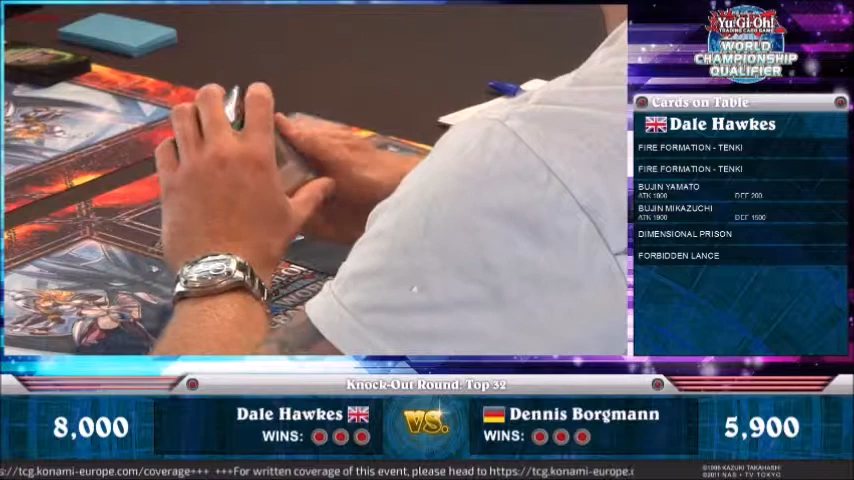 Yu-Gi-Oh!
TRADING CARD GAME
WORLD
CHAMPIONSHIP
QUALIFIER
Cards on Table
Dale Hawkes
FIRE FORMATION - TENKI
FIRE FORMATION - TENKI
BUJIN YAMATO
ATK 1900 DEF 200
BUJIN MIKAZUCHI
ATK 1900 DEF 1500
DIMENSIONAL PRISON
FORBIDDEN LANCE
Knock-Out Round: Top 32
8,000
Dale Hawkes
WINS:
VS.
Dennis Borgmann
WINS:
5,900
s://tcg.konami-europe.com/coverage+++ +++For written coverage of this event, please head to https://tcg.konami-europe.c
©1996 KAZUKI TAKAHASHI
©2011 NAS • TV TOKYO